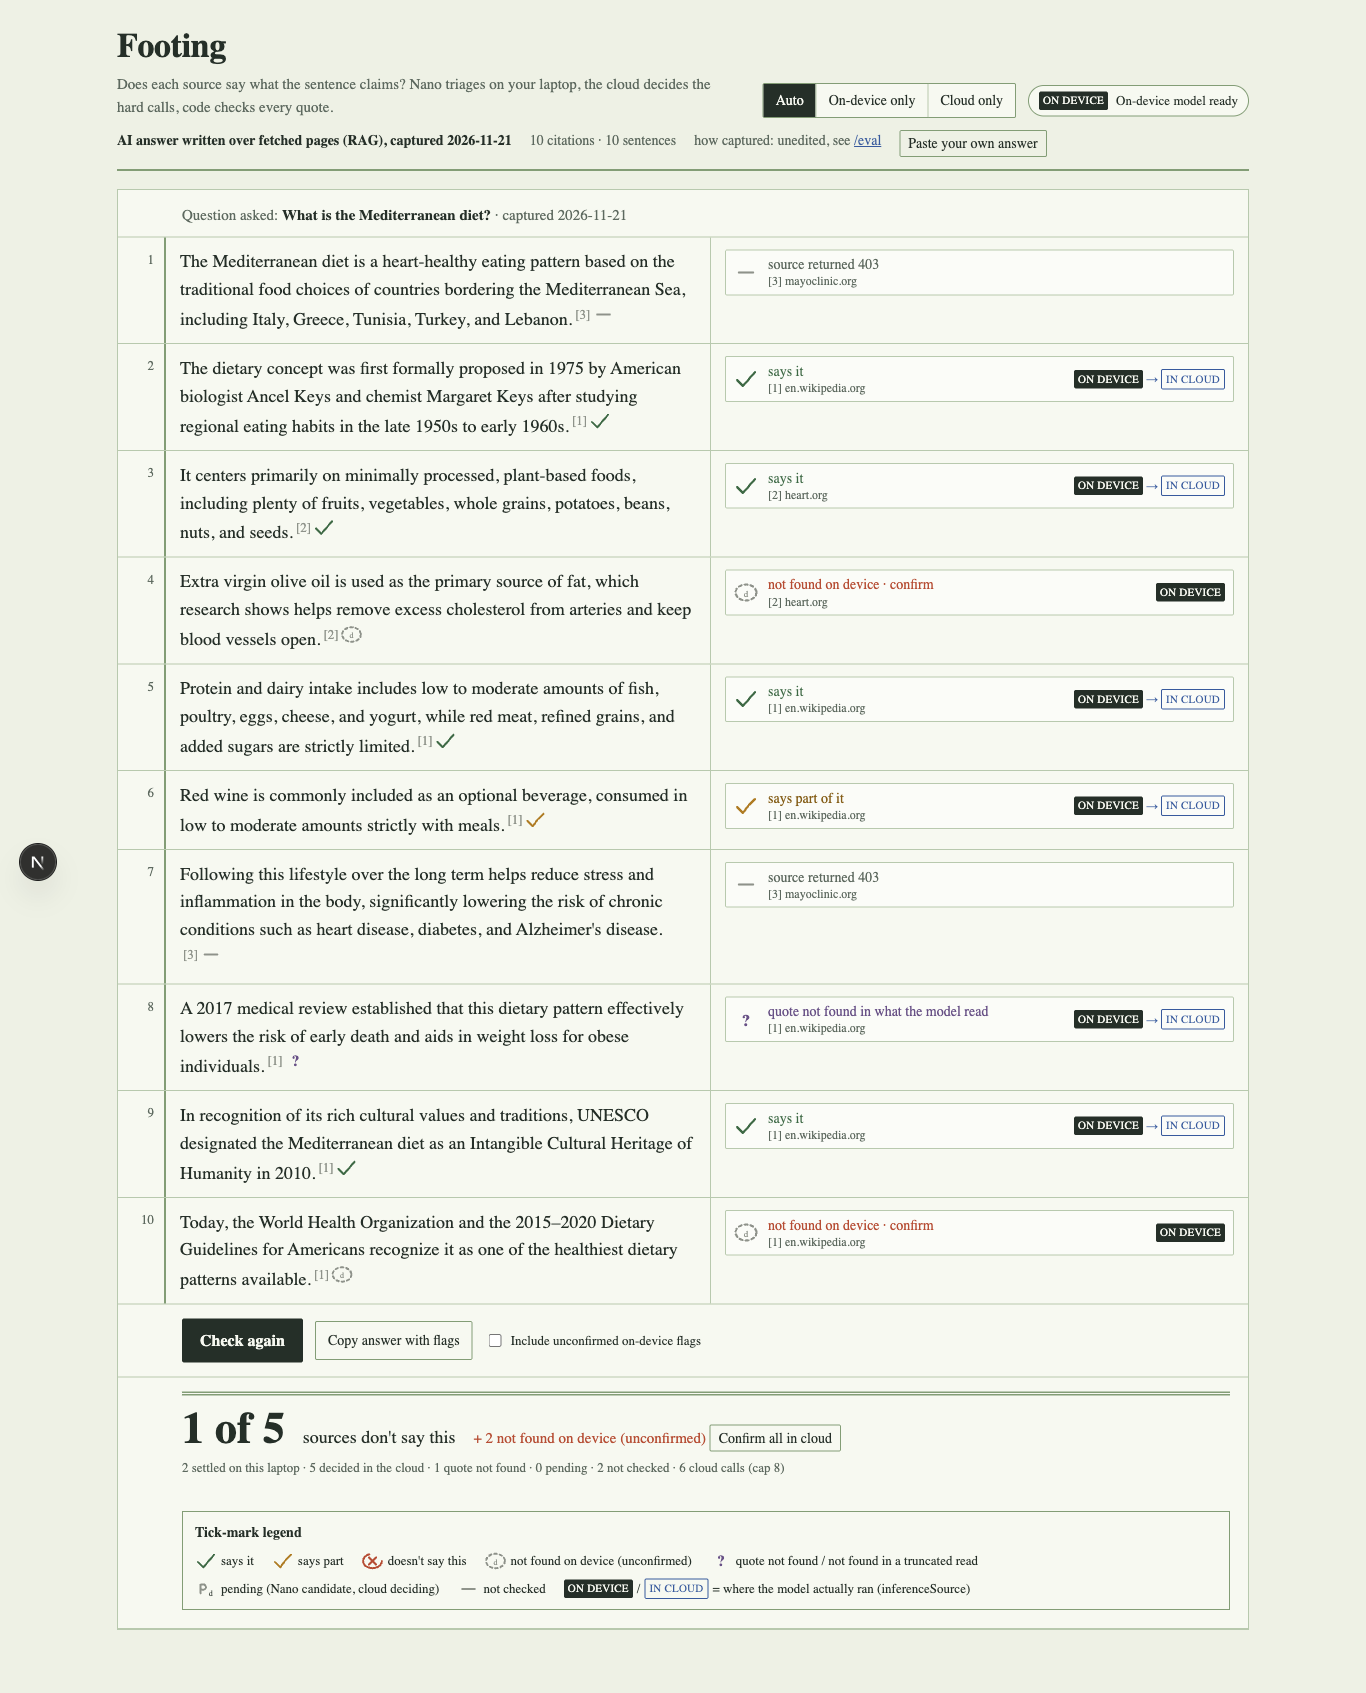 Footing
Does each source say what the sentence claims? Nano triages on your laptop, the cloud decides the
hard calls, code checks every quote.
Auto On-device only Cloud only ON DEVICE On-device model ready
AI answer written over fetched pages (RAG), captured 2026-11-21 10 citations · 10 sentences how captured: unedited, see /eval Paste your own answer
Question asked: What is the Mediterranean diet? · captured 2026-11-21
1
The Mediterranean diet is a heart-healthy eating pattern based on the
traditional food choices of countries bordering the Mediterranean Sea,
including Italy, Greece, Tunisia, Turkey, and Lebanon. [3] —
— source returned 403
[3] mayoclinic.org
2
The dietary concept was first formally proposed in 1975 by American
biologist Ancel Keys and chemist Margaret Keys after studying
regional eating habits in the late 1950s to early 1960s. [1] ✓
✓ says it
[1] en.wikipedia.org
ON DEVICE → IN CLOUD
3
It centers primarily on minimally processed, plant-based foods,
including plenty of fruits, vegetables, whole grains, potatoes, beans,
nuts, and seeds. [2] ✓
✓ says it
[2] heart.org
ON DEVICE → IN CLOUD
4
Extra virgin olive oil is used as the primary source of fat, which
research shows helps remove excess cholesterol from arteries and keep
blood vessels open. [2] d
d not found on device · confirm
[2] heart.org
ON DEVICE
5
Protein and dairy intake includes low to moderate amounts of fish,
poultry, eggs, cheese, and yogurt, while red meat, refined grains, and
added sugars are strictly limited. [1] ✓
✓ says it
[1] en.wikipedia.org
ON DEVICE → IN CLOUD
6
Red wine is commonly included as an optional beverage, consumed in
low to moderate amounts strictly with meals. [1] ✓
✓ says part of it
[1] en.wikipedia.org
ON DEVICE → IN CLOUD
7
Following this lifestyle over the long term helps reduce stress and
inflammation in the body, significantly lowering the risk of chronic
conditions such as heart disease, diabetes, and Alzheimer's disease.
[3] —
— source returned 403
[3] mayoclinic.org
8
A 2017 medical review established that this dietary pattern effectively
lowers the risk of early death and aids in weight loss for obese
individuals. [1] ?
? quote not found in what the model read
[1] en.wikipedia.org
ON DEVICE → IN CLOUD
9
In recognition of its rich cultural values and traditions, UNESCO
designated the Mediterranean diet as an Intangible Cultural Heritage of
Humanity in 2010. [1] ✓
✓ says it
[1] en.wikipedia.org
ON DEVICE → IN CLOUD
10
Today, the World Health Organization and the 2015–2020 Dietary
Guidelines for Americans recognize it as one of the healthiest dietary
patterns available. [1] d
d not found on device · confirm
[1] en.wikipedia.org
ON DEVICE
N
Check again Copy answer with flags Include unconfirmed on-device flags
1 of 5 sources don't say this + 2 not found on device (unconfirmed) Confirm all in cloud
2 settled on this laptop · 5 decided in the cloud · 1 quote not found · 0 pending · 2 not checked · 6 cloud calls (cap 8)
Tick-mark legend
✓ says it ✓ says part doesn't say this d not found on device (unconfirmed) ? quote not found / not found in a truncated read
Pd pending (Nano candidate, cloud deciding) — not checked ON DEVICE / IN CLOUD = where the model actually ran (inferenceSource)